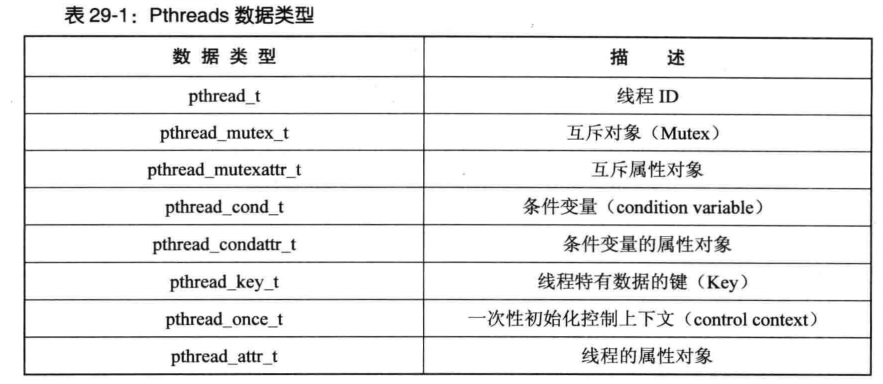 表 29-1：Pthreads 数据类型
数 据 类 型 描 述
pthread_t 线程 ID
pthread_mutex_t 互斥对象（Mutex）
pthread_mutexattr_t 互斥属性对象
pthread_cond_t 条件变量（condition variable）
pthread_condattr_t 条件变量的属性对象
pthread_key_t 线程特有数据的键（Key）
pthread_once_t 一次性初始化控制上下文（control context）
pthread_attr_t 线程的属性对象